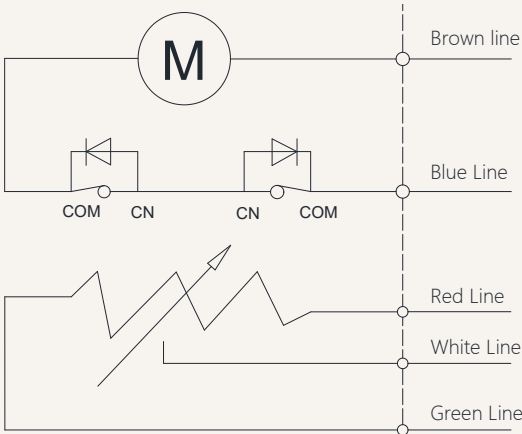 M
Brown line
Blue Line
COM CN CN COM
Red Line
White Line
Green Line